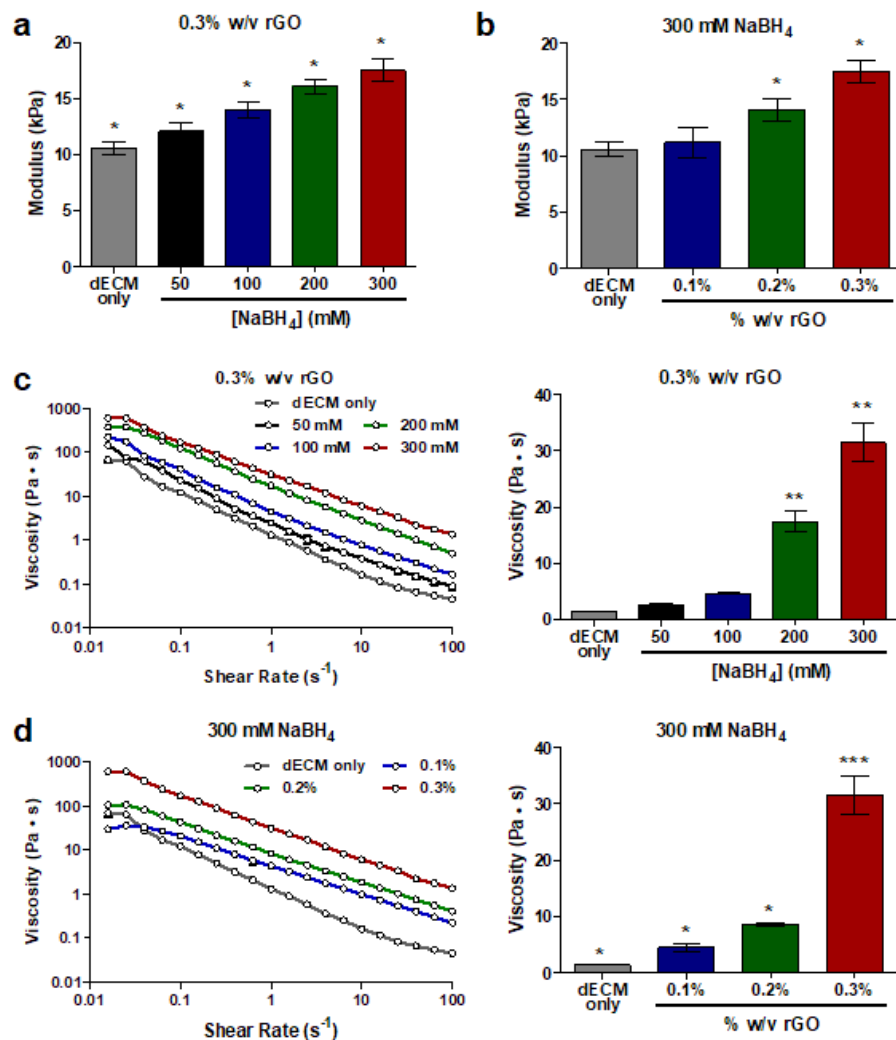 a
0.3% w/v rGO
Modulus (kPa)
20
15
10
5
0
* * * * *
dECM only
50 100 200 300
[NaBH4] (mM)
b
300 mM NaBH4
Modulus (kPa)
20
15
10
5
0
* *
dECM only
0.1% 0.2% 0.3%
% w/v rGO
c
0.3% w/v rGO
dECM only
50 mM 200 mM
100 mM 300 mM
Viscosity (Pa • s)
1000
100
10
1
0.1
0.01
0.01 0.1 1 10 100
Shear Rate (s-1)
0.3% w/v rGO
Viscosity (Pa • s)
40
30
20
10
0
** **
dECM only
50 100 200 300
[NaBH4] (mM)
d
300 mM NaBH4
dECM only 0.1%
0.2% 0.3%
Viscosity (Pa • s)
1000
100
10
1
0.1
0.01
0.01 0.1 1 10 100
Shear Rate (s-1)
300 mM NaBH4
Viscosity (Pa • s)
40
30
20
10
0
* * * ***
dECM only
0.1% 0.2% 0.3%
% w/v rGO